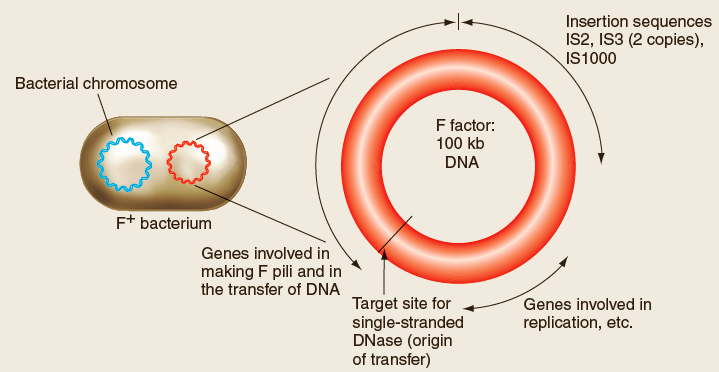 Bacterial chromosome
F+ bacterium
Genes involved in
making F pili and in
the transfer of DNA
Insertion sequences
IS2, IS3 (2 copies),
IS1000
F factor:
100 kb
DNA
Target site for
single-stranded
DNase (origin
of transfer)
Genes involved in
replication, etc.